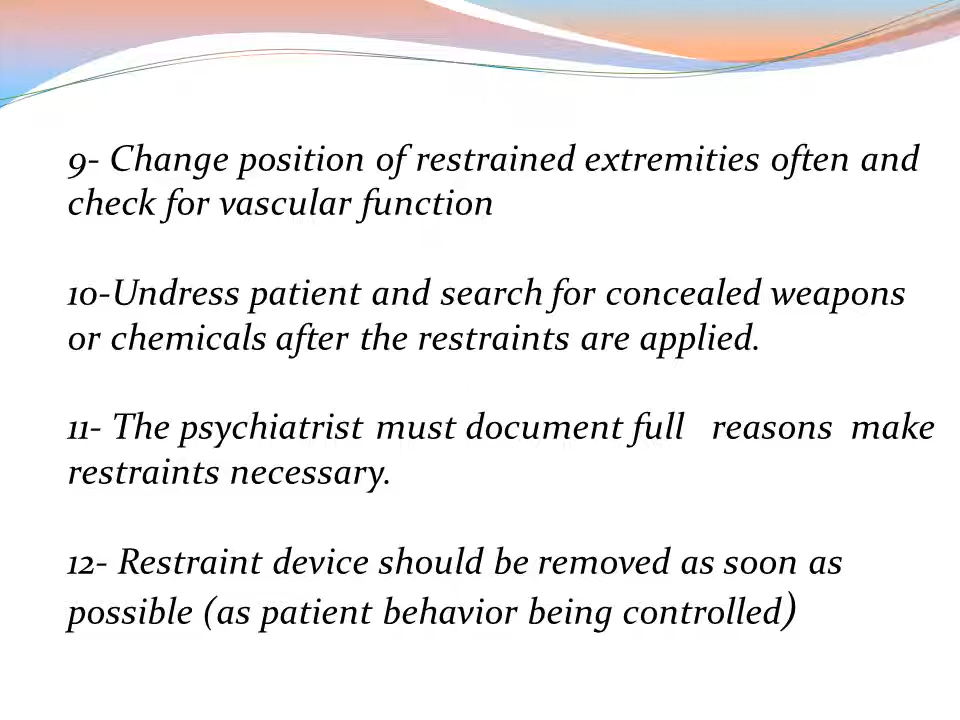 9- Change position of restrained extremities often and
check for vascular function
10-Undress patient and search for concealed weapons
or chemicals after the restraints are applied.
11- The psychiatrist must document full reasons make
restraints necessary.
12- Restraint device should be removed as soon as
possible (as patient behavior being controlled)